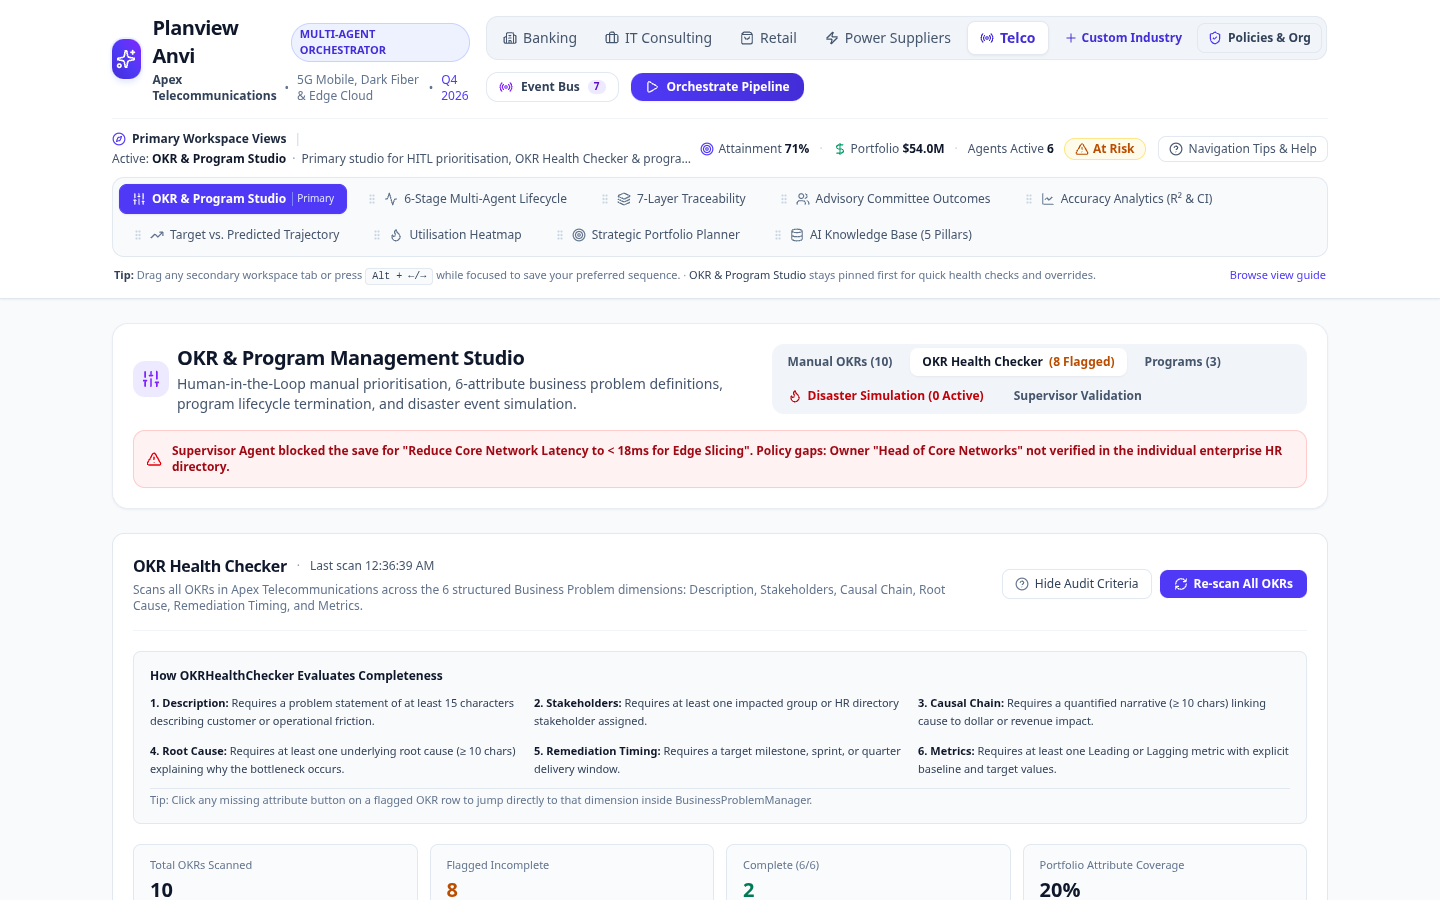 Planview Anvi
MULTI-AGENT ORCHESTRATOR
Apex Telecommunications • 5G Mobile, Dark Fiber & Edge Cloud • Q4 2026
Banking
IT Consulting
Retail
Power Suppliers
Telco
Custom Industry
Policies & Org
Event Bus 7
Orchestrate Pipeline
Primary Workspace Views
Active: OKR & Program Studio · Primary studio for HITL prioritisation, OKR Health Checker & progra...
Attainment 71% · Portfolio $54.0M · Agents Active 6
At Risk
Navigation Tips & Help
OKR & Program Studio Primary
6-Stage Multi-Agent Lifecycle
7-Layer Traceability
Advisory Committee Outcomes
Accuracy Analytics (R² & CI)
Target vs. Predicted Trajectory
Utilisation Heatmap
Strategic Portfolio Planner
AI Knowledge Base (5 Pillars)
Tip: Drag any secondary workspace tab or press Alt + ←/→ while focused to save your preferred sequence. · OKR & Program Studio stays pinned first for quick health checks and overrides.
Browse view guide
OKR & Program Management Studio
Human-in-the-Loop manual prioritisation, 6-attribute business problem definitions,
program lifecycle termination, and disaster event simulation.
Manual OKRs (10)
OKR Health Checker (8 Flagged)
Programs (3)
Disaster Simulation (0 Active)
Supervisor Validation
Supervisor Agent blocked the save for "Reduce Core Network Latency to < 18ms for Edge Slicing". Policy gaps: Owner "Head of Core Networks" not verified in the individual enterprise HR
directory.
OKR Health Checker · Last scan 12:36:39 AM
Scans all OKRs in Apex Telecommunications across the 6 structured Business Problem dimensions: Description, Stakeholders, Causal Chain, Root
Cause, Remediation Timing, and Metrics.
Hide Audit Criteria
Re-scan All OKRs
How OKRHealthChecker Evaluates Completeness
1. Description: Requires a problem statement of at least 15 characters
describing customer or operational friction.
2. Stakeholders: Requires at least one impacted group or HR directory
stakeholder assigned.
3. Causal Chain: Requires a quantified narrative (≥ 10 chars) linking
cause to dollar or revenue impact.
4. Root Cause: Requires at least one underlying root cause (≥ 10 chars)
explaining why the bottleneck occurs.
5. Remediation Timing: Requires a target milestone, sprint, or quarter
delivery window.
6. Metrics: Requires at least one Leading or Lagging metric with explicit
baseline and target values.
Tip: Click any missing attribute button on a flagged OKR row to jump directly to that dimension inside BusinessProblemManager.
Total OKRs Scanned
10
Flagged Incomplete
8
Complete (6/6)
2
Portfolio Attribute Coverage
20%